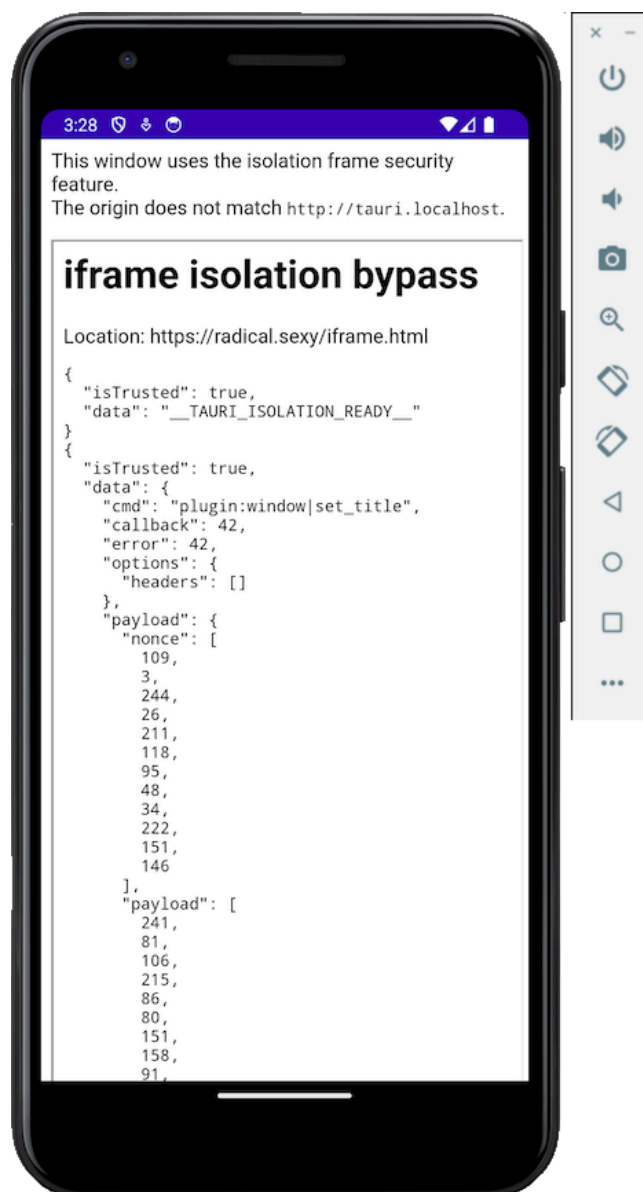 3:28
This window uses the isolation frame security
feature.
The origin does not match http://tauri.localhost.
iframe isolation bypass
Location: https://radical.sexy/iframe.html
{
  "isTrusted": true,
  "data": "__TAURI_ISOLATION_READY__"
}
{
  "isTrusted": true,
  "data": {
    "cmd": "plugin:window|set_title",
    "callback": 42,
    "error": 42,
    "options": {
      "headers": []
    },
    "payload": {
      "nonce": [
        109,
        3,
        244,
        26,
        211,
        118,
        95,
        48,
        34,
        222,
        151,
        146
      ],
      "payload": [
        241,
        81,
        106,
        215,
        86,
        80,
        151,
        158,
        91,